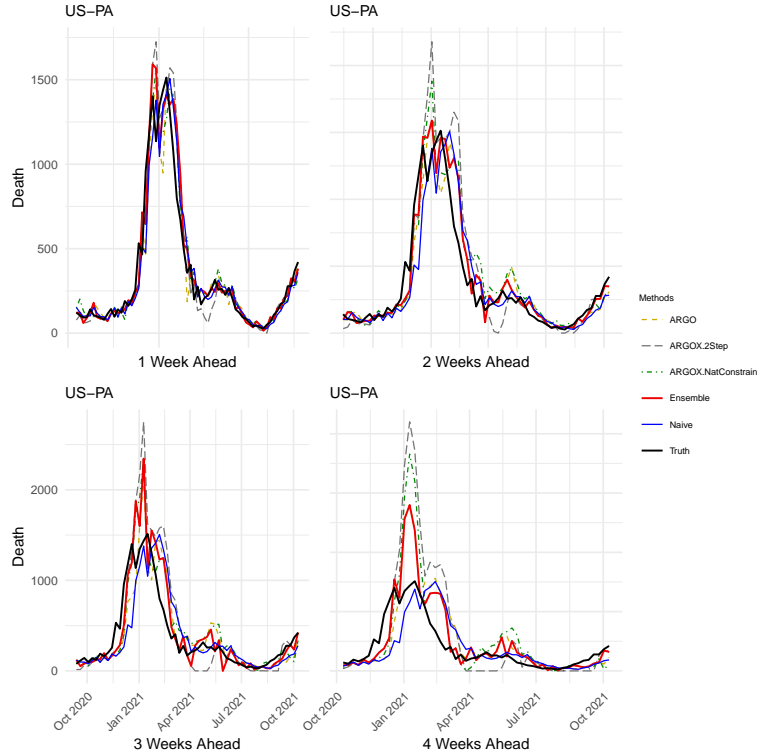 US-PA
US-PA
Death
1500
1000
500
0
1 Week Ahead
2 Weeks Ahead
Methods
ARGO
ARGOX.2Step
ARGOX.NatConstrain
Ensemble
Naive
Truth
US-PA
US-PA
Death
2000
1000
0
Oct 2020
Jan 2021
Apr 2021
Jul 2021
Oct 2021
Oct 2020
Jan 2021
Apr 2021
Jul 2021
Oct 2021
3 Weeks Ahead
4 Weeks Ahead